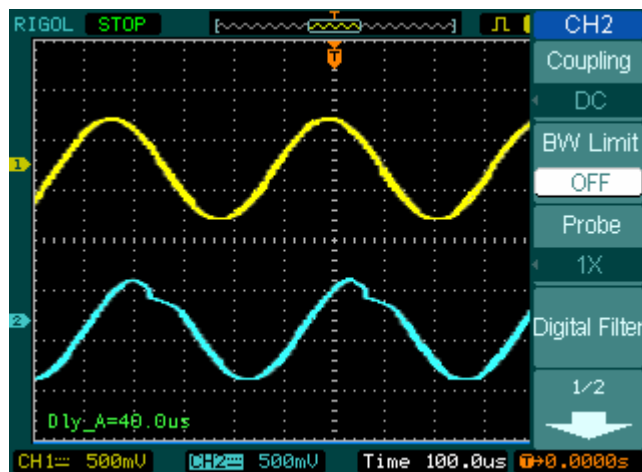 RIGOL STOP T CH2
T
Coupling
DC
BW Limit
OFF
Probe
1X
Digital Filter
1/2
1
2
Dly_A=40.0us
CH1 500mV CH2 500mV Time 100.0us T→0.0000s